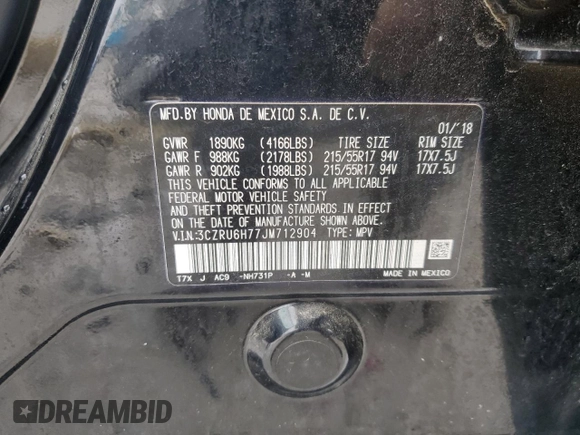 MFD.BY HONDA DE MEXICO S.A. DE C.V.
01/'18
GVWR 1890KG (4166LBS) TIRE SIZE RIM SIZE
GAWR F 988KG (2178LBS) 215/55R17 94V 17X7.5J
GAWR R 902KG (1988LBS) 215/55R17 94V 17X7.5J
THIS VEHICLE CONFORMS TO ALL APPLICABLE
FEDERAL MOTOR VEHICLE SAFETY
AND THEFT PREVENTION STANDARDS IN EFFECT
ON THE DATE OF MANUFACTURE SHOWN ABOVE.
V.I.N.:3CZRU6H77JM712904 TYPE: MPV
T7X J AC9 -NH731P -A -M MADE IN MEXICO
DREAMBID